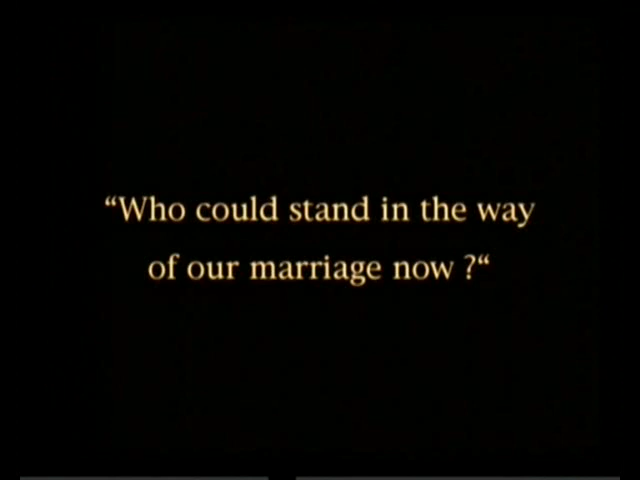 “Who could stand in the way
of our marriage now ?“